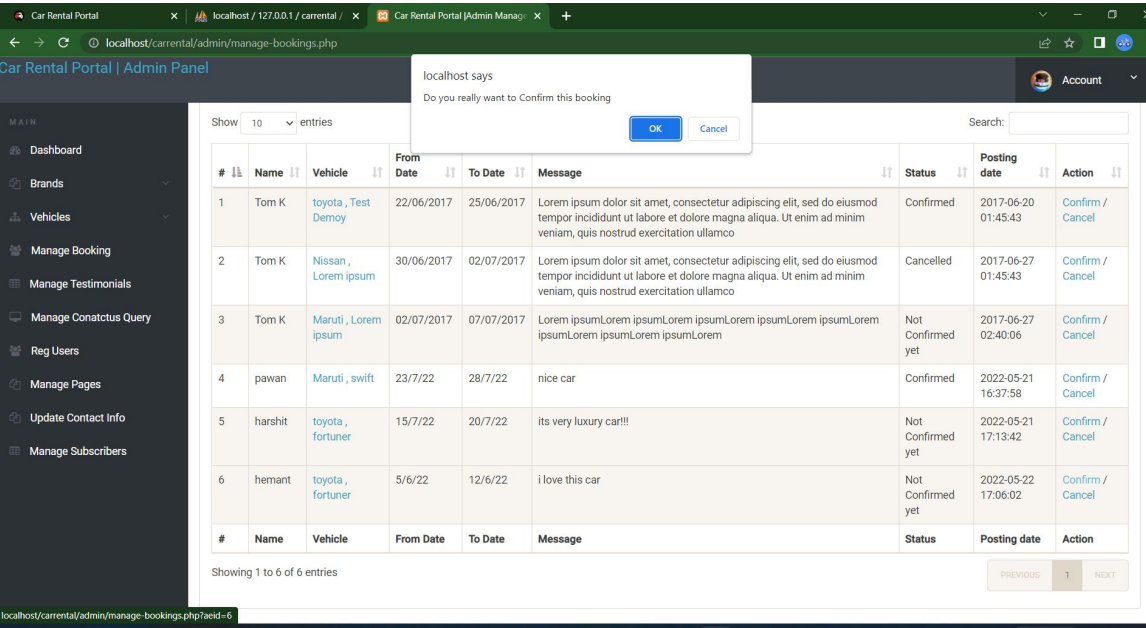 Car Rental Portal
localhost / 127.0.0.1 / carrental /
Car Rental Portal |Admin Manage
localhost/carrental/admin/manage-bookings.php
Car Rental Portal | Admin Panel
Account
localhost says
Do you really want to Confirm this booking
OK Cancel
MAIN
Dashboard
Brands
Vehicles
Manage Booking
Manage Testimonials
Manage Conatctus Query
Reg Users
Manage Pages
Update Contact Info
Manage Subscribers
Show 10 entries
Search:
# Name Vehicle From Date To Date Message Status Posting date Action
1 Tom K toyota , Test Demoy 22/06/2017 25/06/2017 Lorem ipsum dolor sit amet, consectetur adipiscing elit, sed do eiusmod
tempor incididunt ut labore et dolore magna aliqua. Ut enim ad minim
veniam, quis nostrud exercitation ullamco
Confirmed 2017-06-20 01:45:43 Confirm / Cancel
2 Tom K Nissan , Lorem ipsum 30/06/2017 02/07/2017 Lorem ipsum dolor sit amet, consectetur adipiscing elit, sed do eiusmod
tempor incididunt ut labore et dolore magna aliqua. Ut enim ad minim
veniam, quis nostrud exercitation ullamco
Cancelled 2017-06-27 01:45:43 Confirm / Cancel
3 Tom K Maruti , Lorem ipsum 02/07/2017 07/07/2017 Lorem ipsumLorem ipsumLorem ipsumLorem ipsumLorem ipsumLorem
ipsumLorem ipsumLorem ipsumLorem
Not Confirmed yet 2017-06-27 02:40:06 Confirm / Cancel
4 pawan Maruti , swift 23/7/22 28/7/22 nice car Confirmed 2022-05-21 16:37:58 Confirm / Cancel
5 harshit toyota , fortuner 15/7/22 20/7/22 its very luxury car!!! Not Confirmed yet 2022-05-21 17:13:42 Confirm / Cancel
6 hemant toyota , fortuner 5/6/22 12/6/22 i love this car Not Confirmed yet 2022-05-22 17:06:02 Confirm / Cancel
# Name Vehicle From Date To Date Message Status Posting date Action
Showing 1 to 6 of 6 entries
PREVIOUS 1 NEXT
localhost/carrental/admin/manage-bookings.php?aeid=6